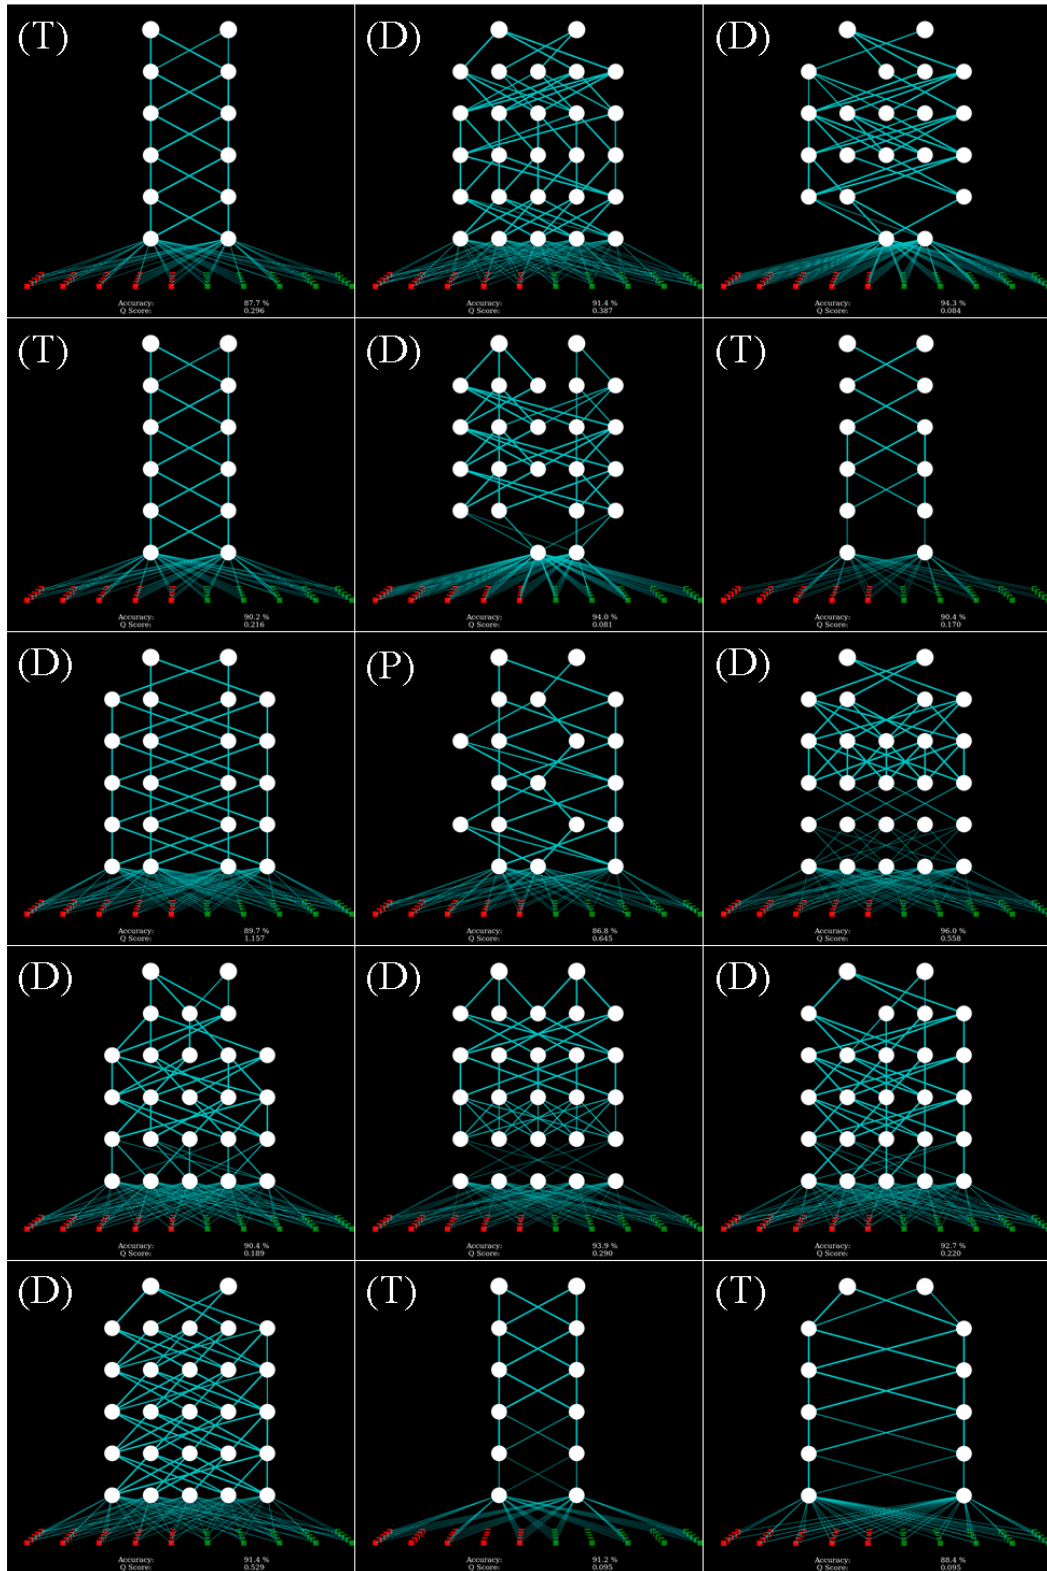 (T) (D) (D)
Accuracy: 87.7 % Accuracy: 91.4 % Accuracy: 94.3 %
Q Score: 0.296 Q Score: 0.387 Q Score: 0.084
(T) (D) (T)
Accuracy: 90.2 % Accuracy: 94.0 % Accuracy: 90.4 %
Q Score: 0.216 Q Score: 0.081 Q Score: 0.170
(D) (P) (D)
Accuracy: 89.7 % Accuracy: 86.8 % Accuracy: 96.0 %
Q Score: 1.157 Q Score: 0.645 Q Score: 0.558
(D) (D) (D)
Accuracy: 90.4 % Accuracy: 93.9 % Accuracy: 92.7 %
Q Score: 0.189 Q Score: 0.290 Q Score: 0.220
(D) (T) (T)
Accuracy: 91.4 % Accuracy: 91.2 % Accuracy: 88.4 %
Q Score: 0.529 Q Score: 0.095 Q Score: 0.095